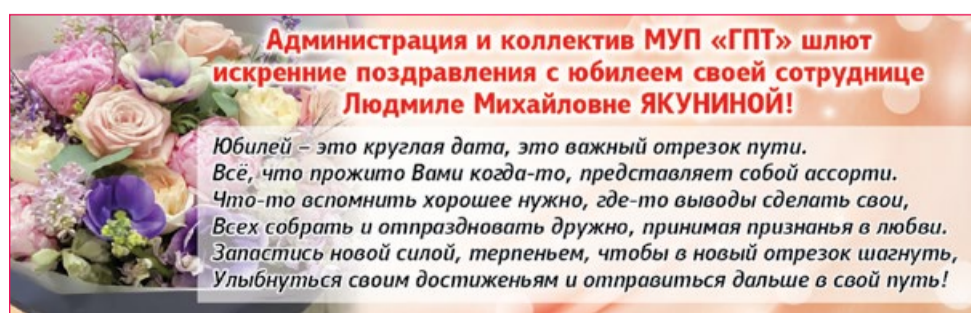 Администрация и коллектив МУП «ГПТ» шлют
искренние поздравления с юбилеем своей сотруднице
Людмиле Михайловне ЯКУНИНОЙ!
Юбилей – это круглая дата, это важный отрезок пути.
Всё, что прожито Вами когда-то, представляет собой ассорти.
Что-то вспомнить хорошее нужно, где-то выводы сделать свои,
Всех собрать и отпраздновать дружно, принимая признанья в любви.
Запастись новой силой, терпеньем, чтобы в новый отрезок шагнуть,
Улыбнуться своим достиженьям и отправиться дальше в свой путь!